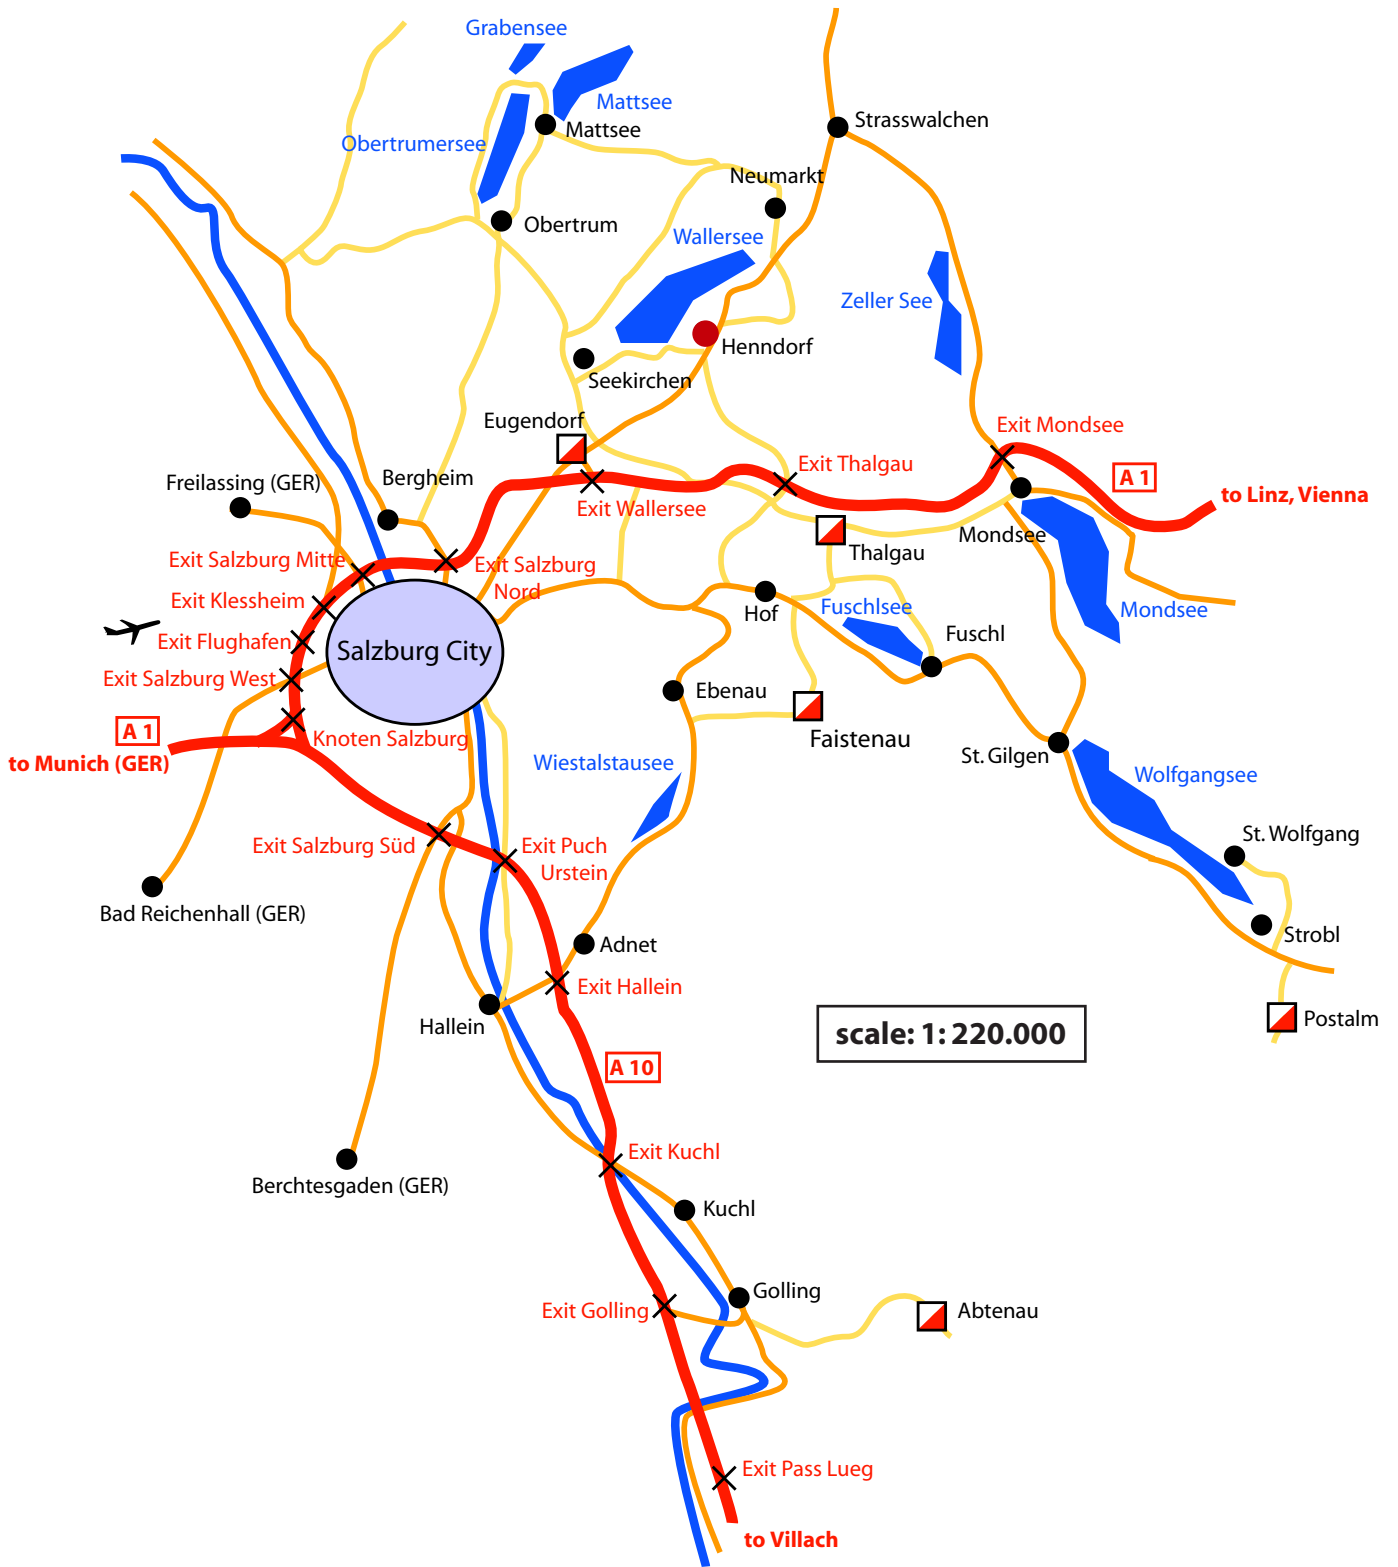 Grabensee
Mattsee
Mattsee
Strasswalchen
Obertrumersee
Neumarkt
Obertrum
Wallersee
Zeller See
Henndorf
Seekirchen
Eugendorf
Exit Mondsee
Exit Thalgau
A 1
Bergheim
Freilassing (GER)
to Linz, Vienna
Exit Wallersee
Mondsee
Thalgau
Exit Salzburg Mitte
Exit Salzburg
Nord
Exit Klessheim
Hof
Fuschlsee
Mondsee
Exit Flughafen
Fuschl
Salzburg City
Exit Salzburg West
Ebenau
A 1
Knoten Salzburg
Faistenau
to Munich (GER)
Wiestalstausee
St. Gilgen
Wolfgangsee
St. Wolfgang
Exit Salzburg Süd
Exit Puch
Urstein
Bad Reichenhall (GER)
Strobl
Adnet
Exit Hallein
Hallein
Postalm
scale: 1: 220.000
A 10
Exit Kuchl
Berchtesgaden (GER)
Kuchl
Golling
Exit Golling
Abtenau
Exit Pass Lueg
to Villach